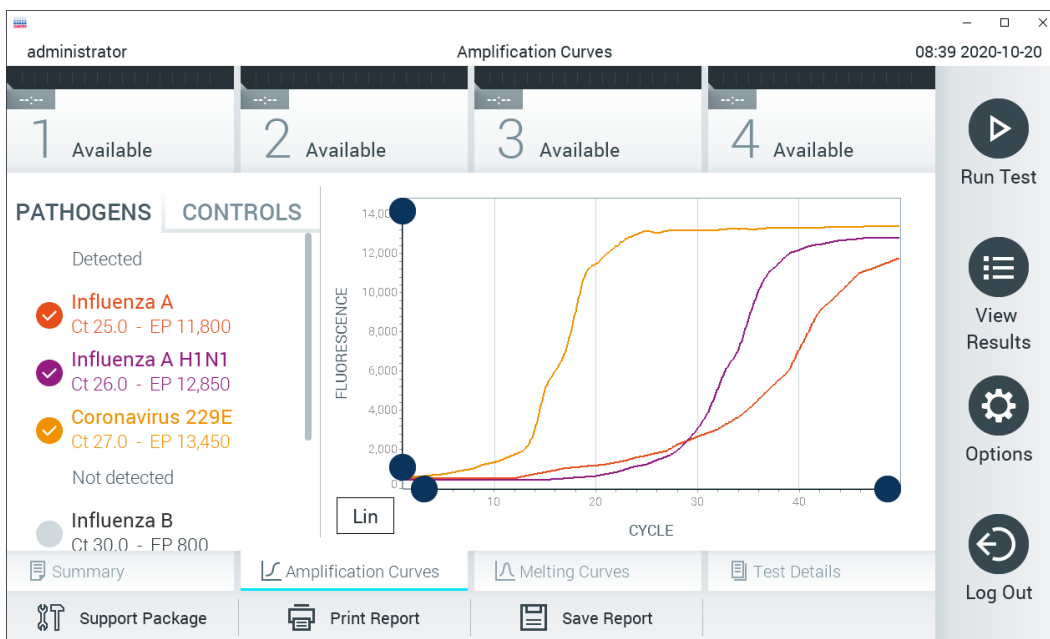 administrator
Amplification Curves
08:39 2020-10-20
--:--
1 Available
--:--
2 Available
--:--
3 Available
--:--
4 Available
Run Test
View
Results
Options
Log Out
PATHOGENS
CONTROLS
Detected
Influenza A
Ct 25.0 - EP 11,800
Influenza A H1N1
Ct 26.0 - EP 12,850
Coronavirus 229E
Ct 27.0 - EP 13,450
Not detected
Influenza B
Ct 30.0 - EP 800
FLUORESCENCE
14,000
12,000
10,000
8,000
6,000
4,000
2,000
0
10
20
30
40
CYCLE
Lin
Summary
Amplification Curves
Melting Curves
Test Details
Support Package
Print Report
Save Report